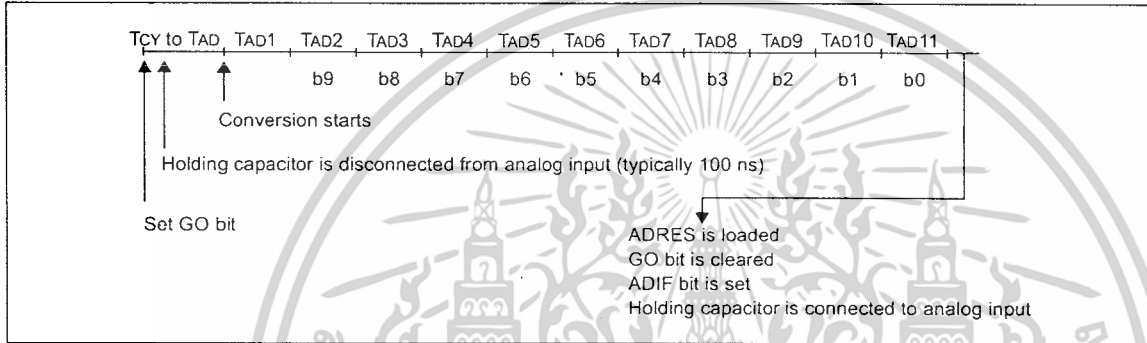 TCY to TAD TAD1 TAD2 TAD3 TAD4 TAD5 TAD6 TAD7 TAD8 TAD9 TAD10 TAD11
b9 b8 b7 b6 b5 b4 b3 b2 b1 b0
Conversion starts
Holding capacitor is disconnected from analog input (typically 100 ns)
Set GO bit
ADRES is loaded
GO bit is cleared
ADIF bit is set
Holding capacitor is connected to analog input